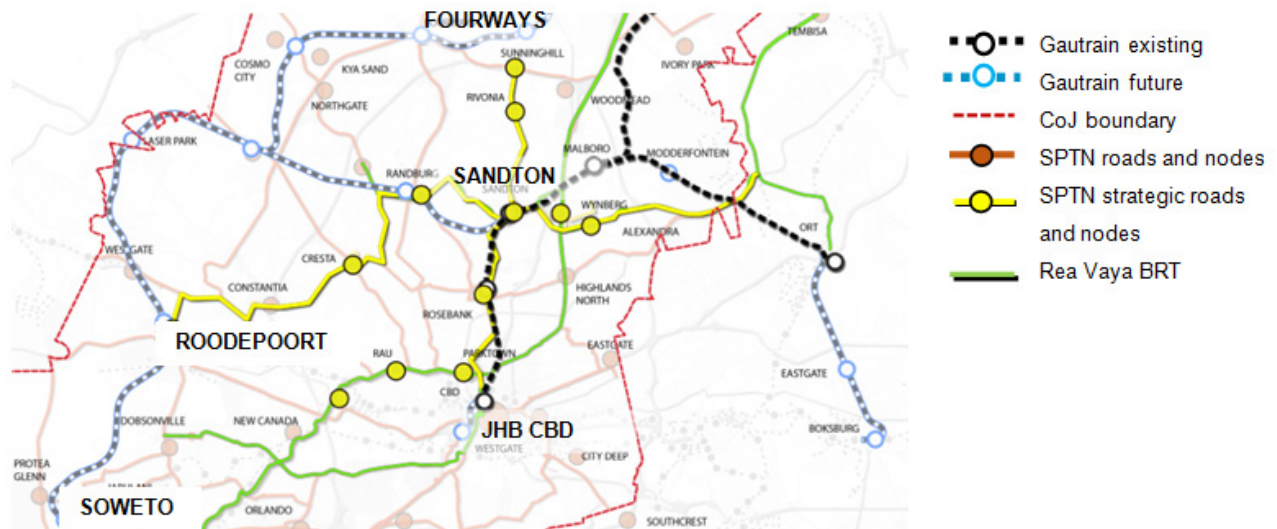 FOURWAYS
TEMBISA
SUNNINGHILL
COSMO
CITY
KYA SAND
IVORY PARK
RIVONIA
NORTHGATE
WOODMEAD
LASER PARK
MALBORO
MODDERFONTEIN
RANDBURG
SANDTON
SANDTON
WYNBERG
ALEXANDRA
ORT
WESTGATE
CRESTA
CONSTANTIA
HIGHLANDS
NORTH
ROSEBANK
ROODEPOORT
RAU
PARKTOWN
EASTGATE
EASTGATE
CBD
DOBSONVILLE
NEW CANADA
JHB CBD
WESTGATE
BOKSBURG
CITY DEEP
PROTEA
GLENN
SOWETO
ORLANDO
SOUTHCREST
Gautrain existing
Gautrain future
CoJ boundary
SPTN roads and nodes
SPTN strategic roads
and nodes
Rea Vaya BRT